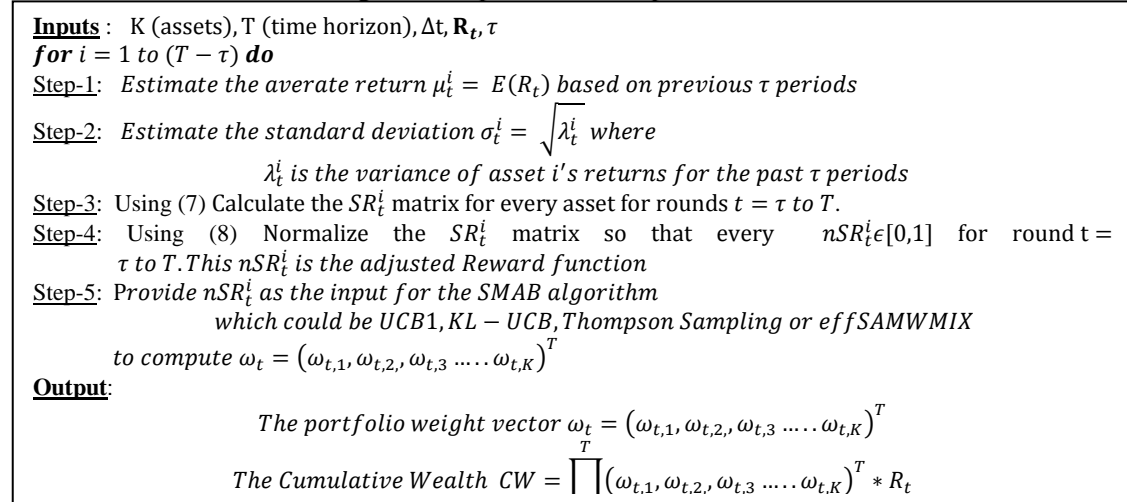 Inputs : K (assets), T (time horizon), Δt, R_t, τ
for i = 1 to (T − τ) do
Step-1: Estimate the averate return μ_t^i = E(R_t) based on previous τ periods
Step-2: Estimate the standard deviation σ_t^i = √λ_t^i where
λ_t^i is the variance of asset i′s returns for the past τ periods
Step-3: Using (7) Calculate the SR_t^i matrix for every asset for rounds t = τ to T.
Step-4: Using (8) Normalize the SR_t^i matrix so that every nSR_t^i ϵ[0,1] for round t =
τ to T. This nSR_t^i is the adjusted Reward function
Step-5: Provide nSR_t^i as the input for the SMAB algorithm
which could be UCB1, KL − UCB, Thompson Sampling or effSAMWMIX
to compute ω_t = (ω_{t,1}, ω_{t,2,}, ω_{t,3} ….. ω_{t,K})^T
Output:
The portfolio weight vector ω_t = (ω_{t,1}, ω_{t,2,}, ω_{t,3} ….. ω_{t,K})^T
The Cumulative Wealth CW = ∏^T (ω_{t,1}, ω_{t,2,}, ω_{t,3} ….. ω_{t,K})^T * R_t